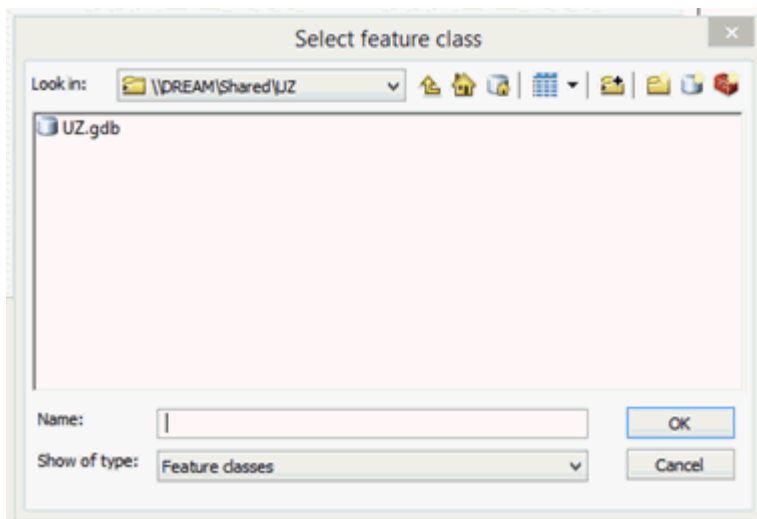 Select feature class
Look in: \\DREAM\Shared\UZ
UZ.gdb
Name:
OK
Show of type: Feature classes
Cancel